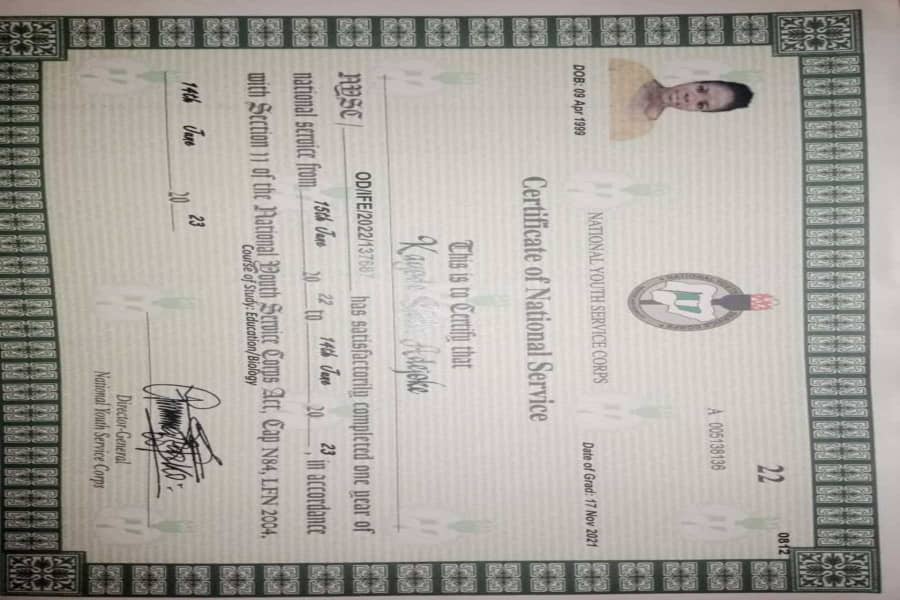 22
0812
A 005138136
NATIONAL YOUTH SERVICE CORPS
DOB: 09 Apr 1999
Date of Grad: 17 Nov 2021
Certificate of National Service
This is to Certify that
Adejoke
NYSC/ OD/IFE/2022/137687 has satisfactorily completed one year of
national service from 15th June 20 22 to 14th June 20 23, in accordance
with Section 11 of the National Youth Service Corps Act, Cap N84, LFN 2004.
Course of Study: Education/Biology
14th June 20 23
Director-General
National Youth Service Corps